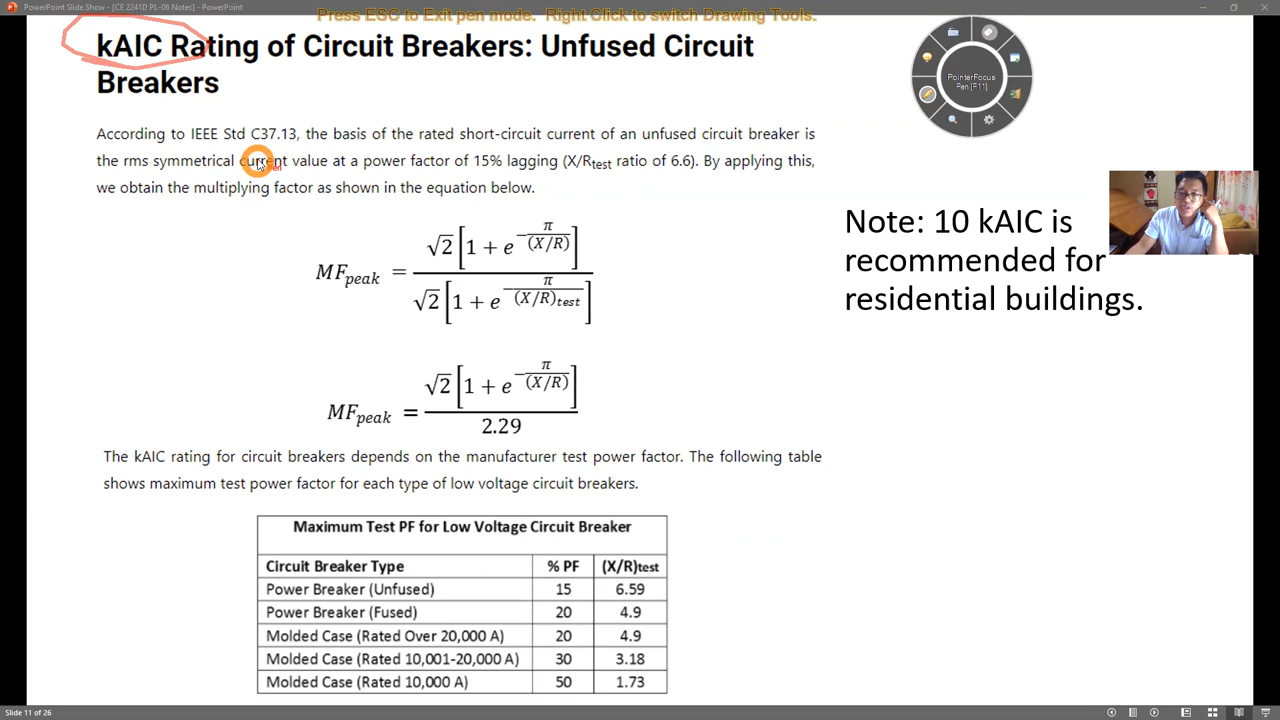 PowerPoint Slide Show - [CE 2241D PL-06 Notes] - PowerPoint
Press ESC to Exit pen mode. Right Click to switch Drawing Tools.
kAIC Rating of Circuit Breakers: Unfused Circuit
Breakers
PointerFocus
Pen [F11]
According to IEEE Std C37.13, the basis of the rated short-circuit current of an unfused circuit breaker is
the rms symmetrical current value at a power factor of 15% lagging (X/Rtest ratio of 6.6). By applying this,
we obtain the multiplying factor as shown in the equation below.
Pen
Note: 10 kAIC is
recommended for
residential buildings.
MFpeak = √2 [1 + e^(-π/(X/R))] / √2 [1 + e^(-π/(X/R)test)]
MFpeak = √2 [1 + e^(-π/(X/R))] / 2.29
The kAIC rating for circuit breakers depends on the manufacturer test power factor. The following table
shows maximum test power factor for each type of low voltage circuit breakers.
Maximum Test PF for Low Voltage Circuit Breaker
Circuit Breaker Type % PF (X/R)test
Power Breaker (Unfused) 15 6.59
Power Breaker (Fused) 20 4.9
Molded Case (Rated Over 20,000 A) 20 4.9
Molded Case (Rated 10,001-20,000 A) 30 3.18
Molded Case (Rated 10,000 A) 50 1.73
Slide 11 of 26